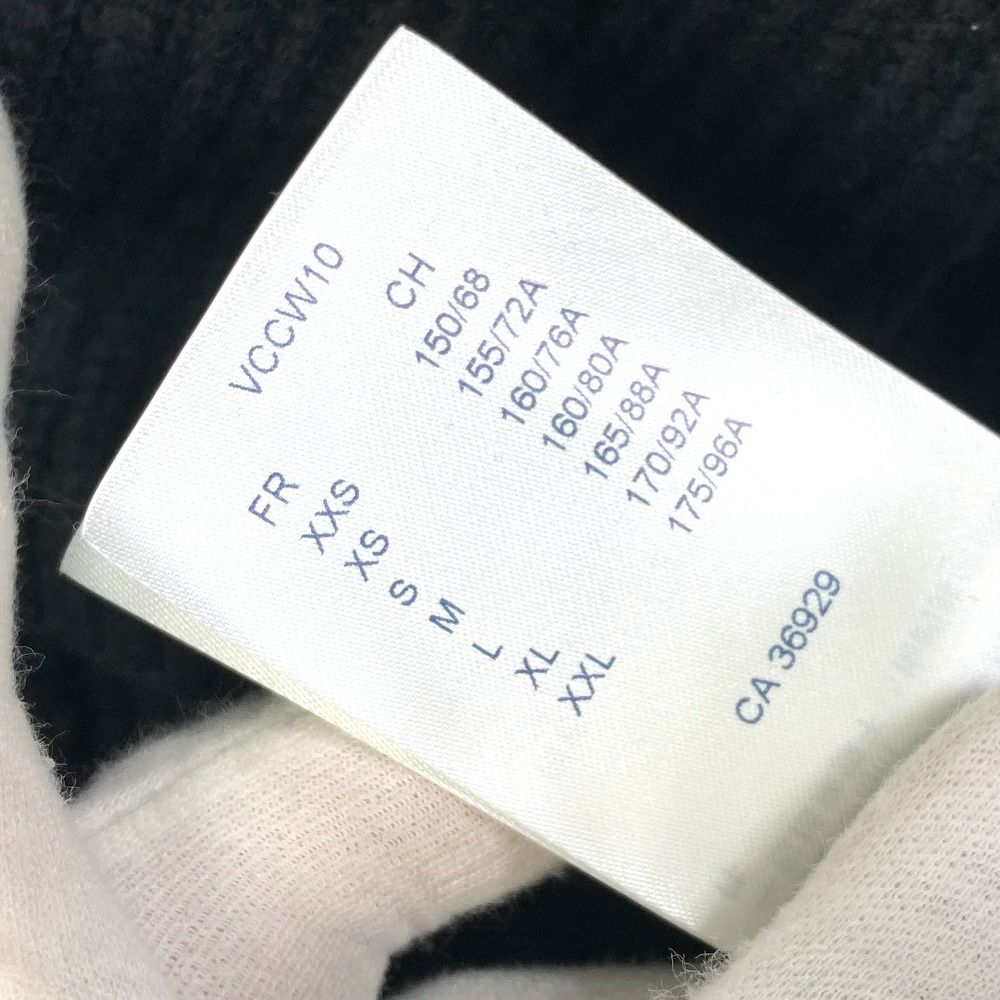 VCCW10
FR CH
XXS 150/68
XS 155/72A
S 160/76A
M 160/80A
L 165/88A
XL 170/92A
XXL 175/96A
CA 36929